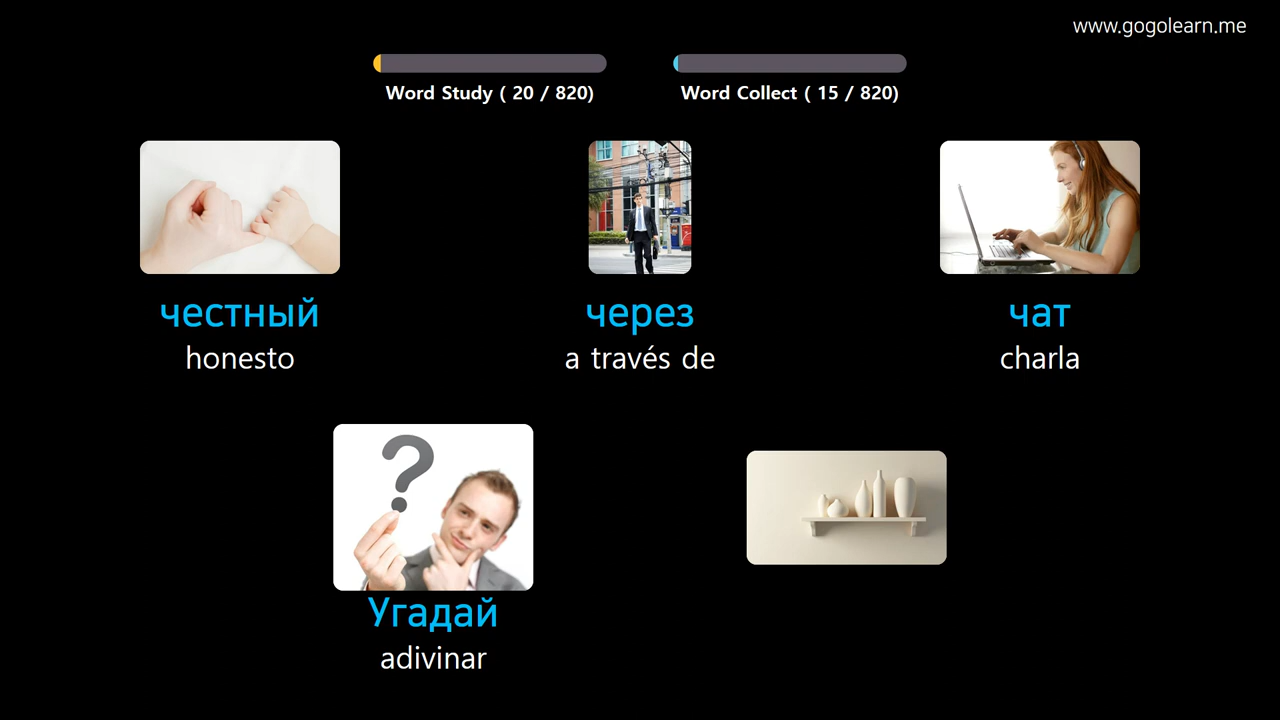 www.gogolearn.me
Word Study ( 20 / 820)
Word Collect ( 15 / 820)
честный
honesto
через
a través de
чат
charla
Угадай
adivinar